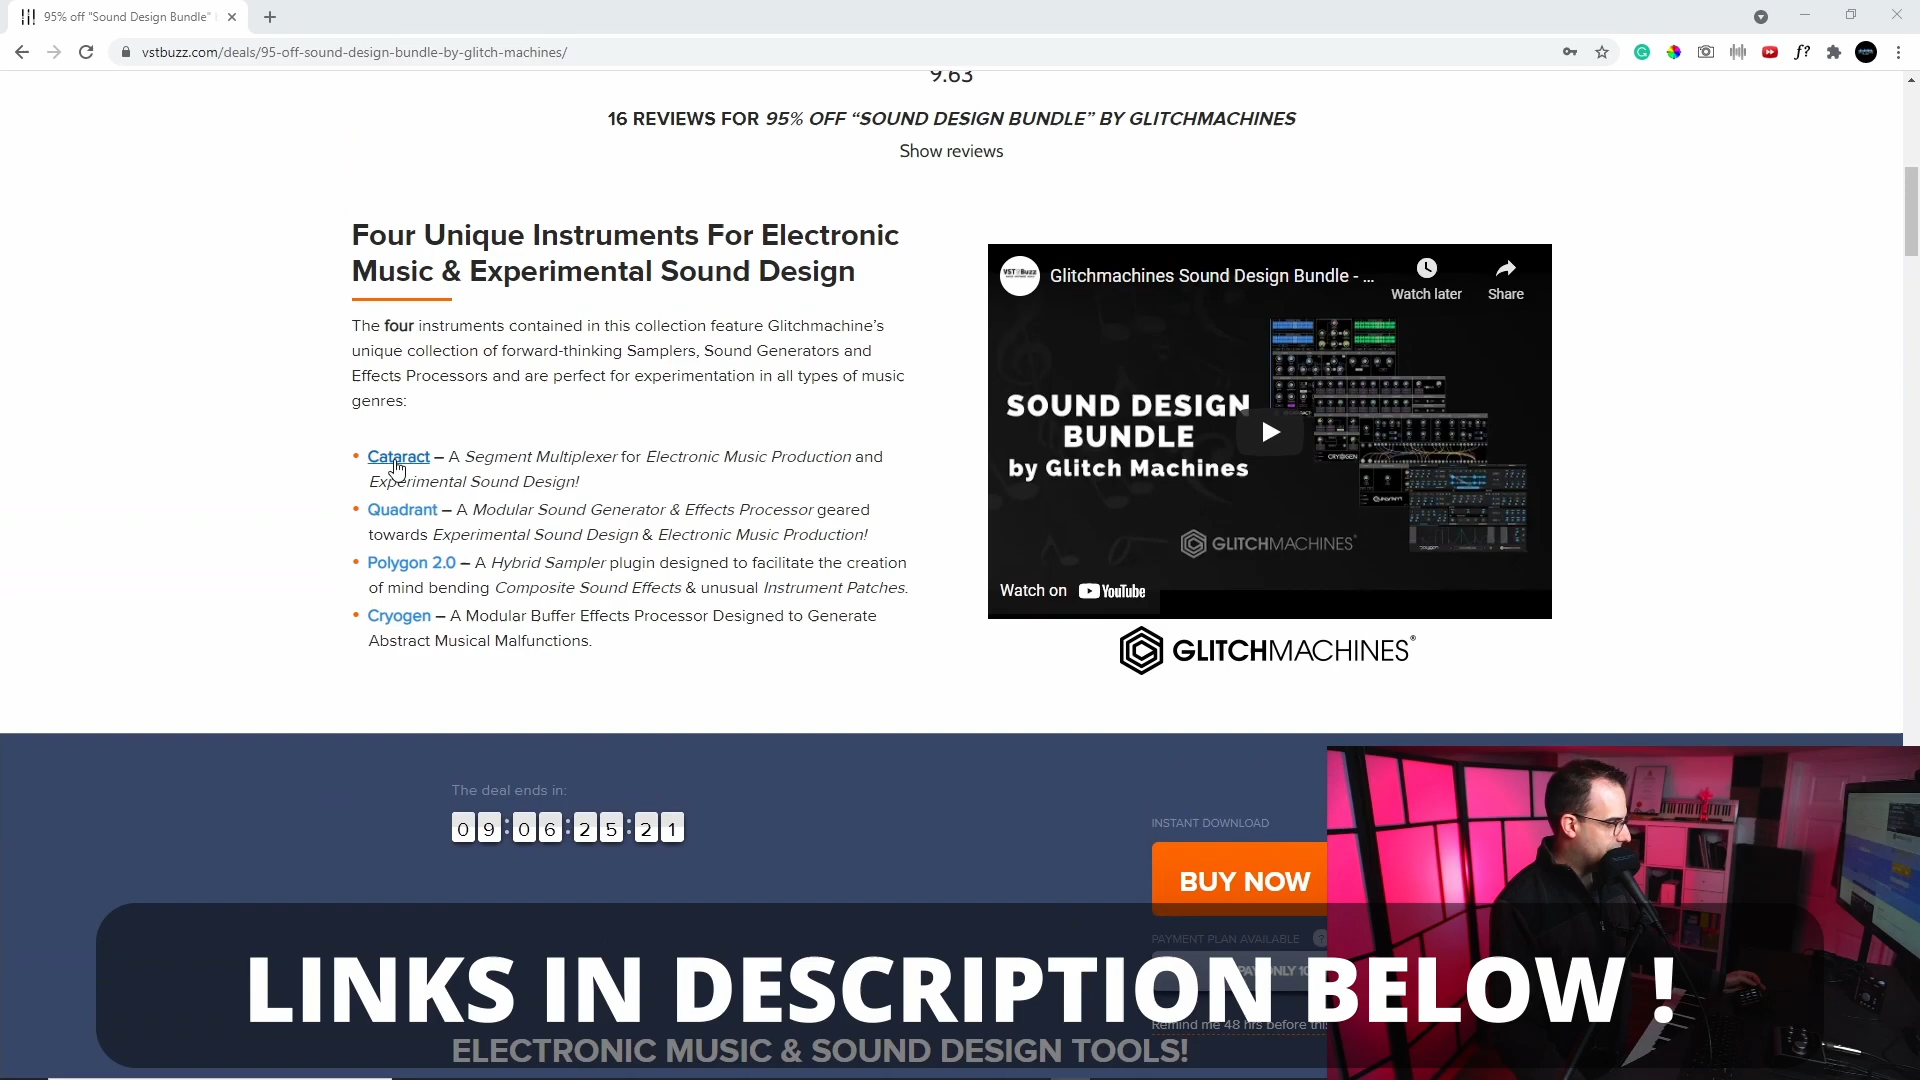 95% off "Sound Design Bundle"
vstbuzz.com/deals/95-off-sound-design-bundle-by-glitch-machines/
f?
9.63
16 REVIEWS FOR 95% OFF “SOUND DESIGN BUNDLE” BY GLITCHMACHINES
Show reviews
Four Unique Instruments For Electronic
Music & Experimental Sound Design
The four instruments contained in this collection feature Glitchmachine’s
unique collection of forward-thinking Samplers, Sound Generators and
Effects Processors and are perfect for experimentation in all types of music
genres:
• Cataract – A Segment Multiplexer for Electronic Music Production and
Experimental Sound Design!
• Quadrant – A Modular Sound Generator & Effects Processor geared
towards Experimental Sound Design & Electronic Music Production!
• Polygon 2.0 – A Hybrid Sampler plugin designed to facilitate the creation
of mind bending Composite Sound Effects & unusual Instrument Patches.
• Cryogen – A Modular Buffer Effects Processor Designed to Generate
Abstract Musical Malfunctions.
VSTBuzz
Glitchmachines Sound Design Bundle - ...
Watch later
Share
SOUND DESIGN
BUNDLE
by Glitch Machines
CRYOGEN
GLITCHMACHINES®
Watch on YouTube
GLITCHMACHINES®
The deal ends in:
09:06:25:21
INSTANT DOWNLOAD
BUY NOW
PAYMENT PLAN AVAILABLE ?
PAY ONLY 10
Remind me 48 hrs before
LINKS IN DESCRIPTION BELOW !
ELECTRONIC MUSIC & SOUND DESIGN TOOLS!